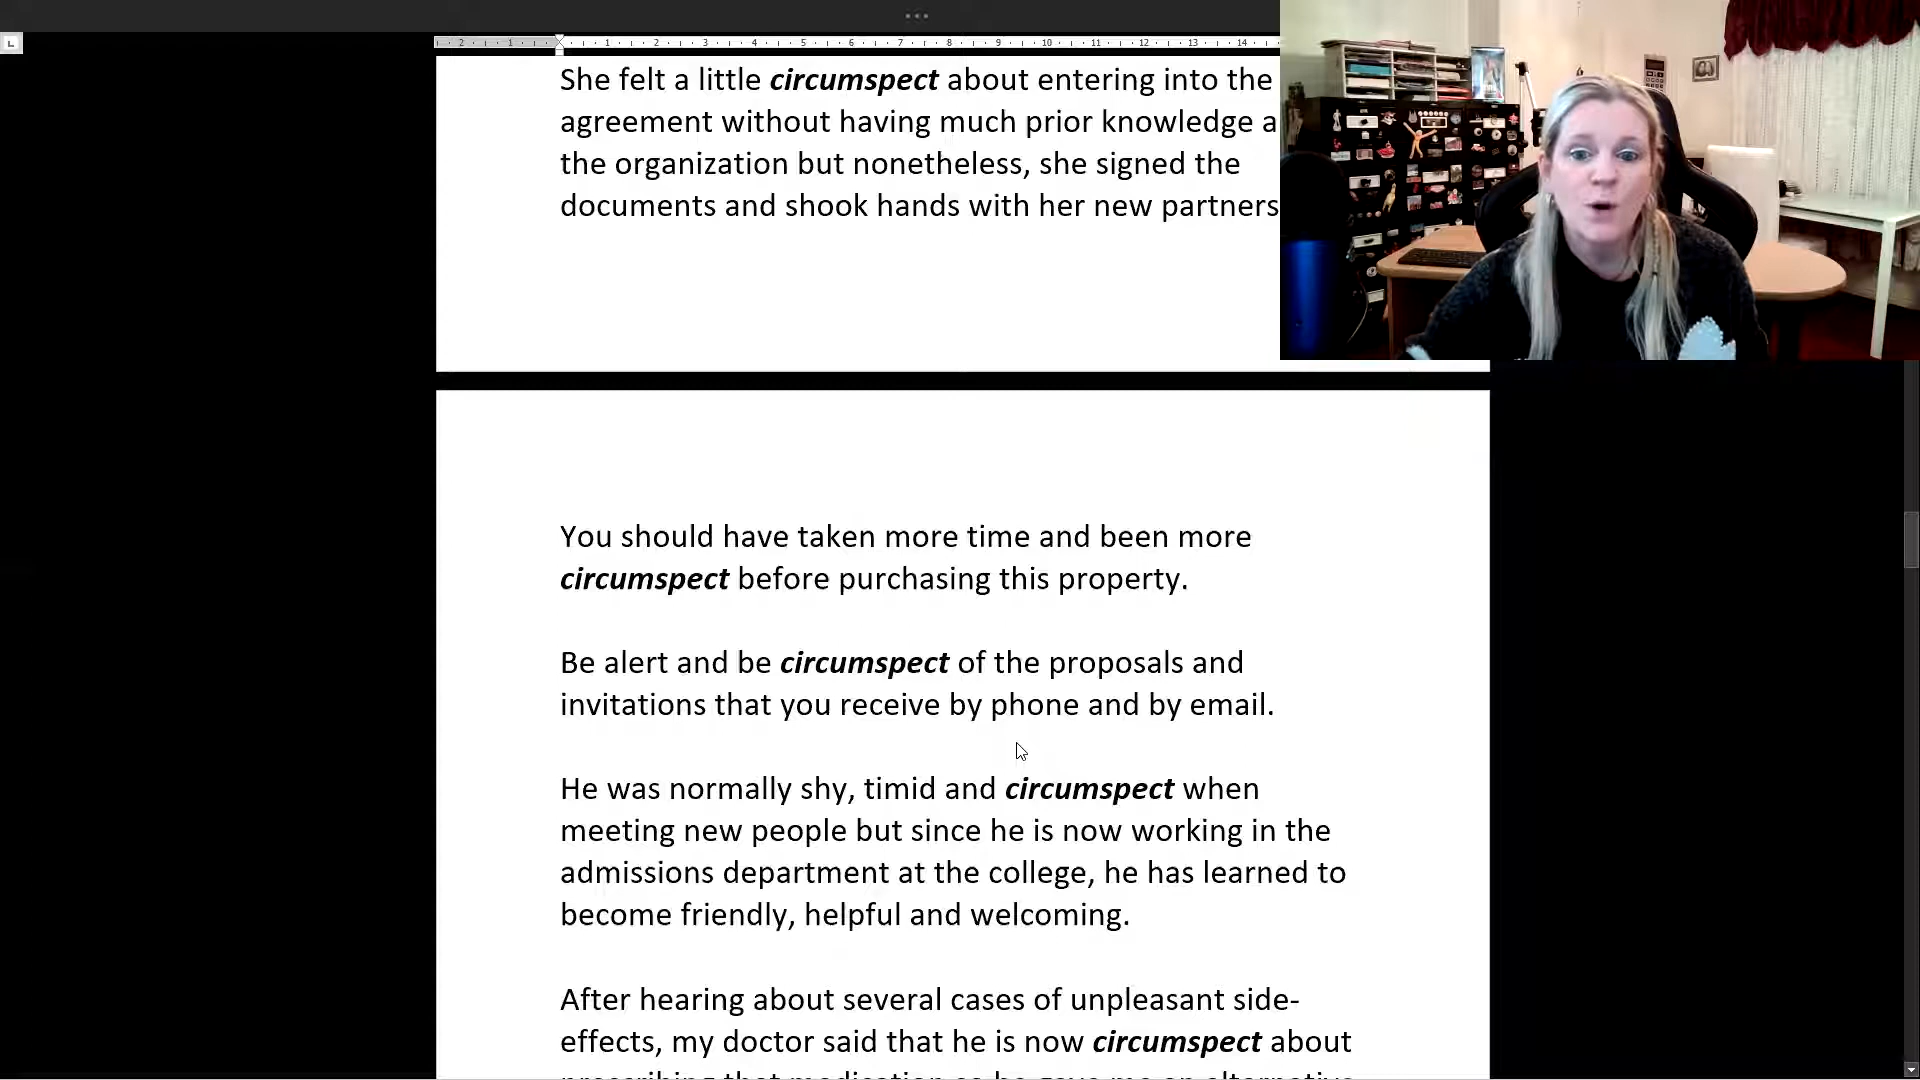 She felt a little circumspect about entering into the
agreement without having much prior knowledge a
the organization but nonetheless, she signed the
documents and shook hands with her new partners
You should have taken more time and been more
circumspect before purchasing this property.
Be alert and be circumspect of the proposals and
invitations that you receive by phone and by email.
He was normally shy, timid and circumspect when
meeting new people but since he is now working in the
admissions department at the college, he has learned to
become friendly, helpful and welcoming.
After hearing about several cases of unpleasant side-
effects, my doctor said that he is now circumspect about